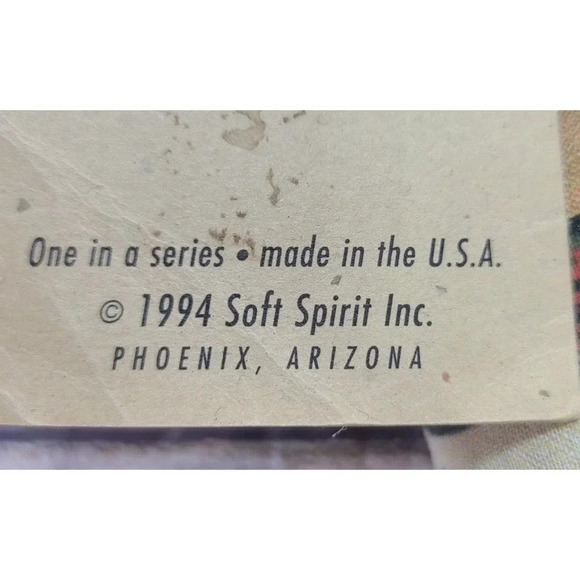 One in a series • made in the U.S.A.
© 1994 Soft Spirit Inc.
PHOENIX, ARIZONA